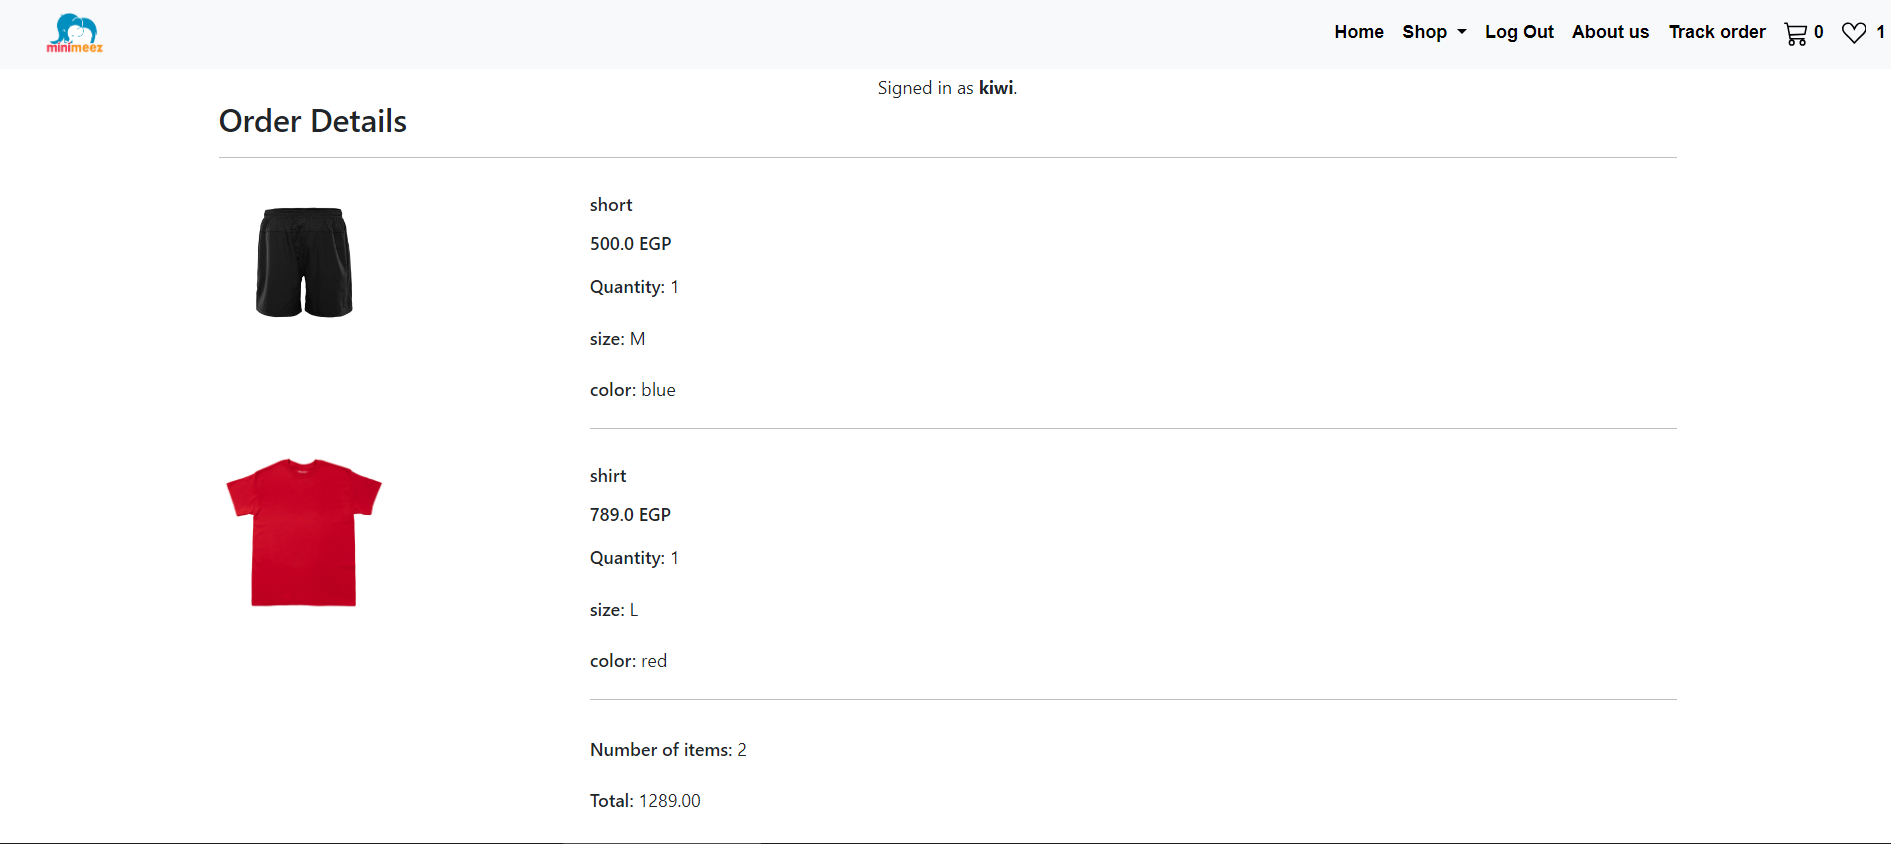 minimeez
Home Shop Log Out About us Track order 0 1
Signed in as kiwi.
Order Details
short
500.0 EGP
Quantity: 1
size: M
color: blue
shirt
789.0 EGP
Quantity: 1
size: L
color: red
Number of items: 2
Total: 1289.00